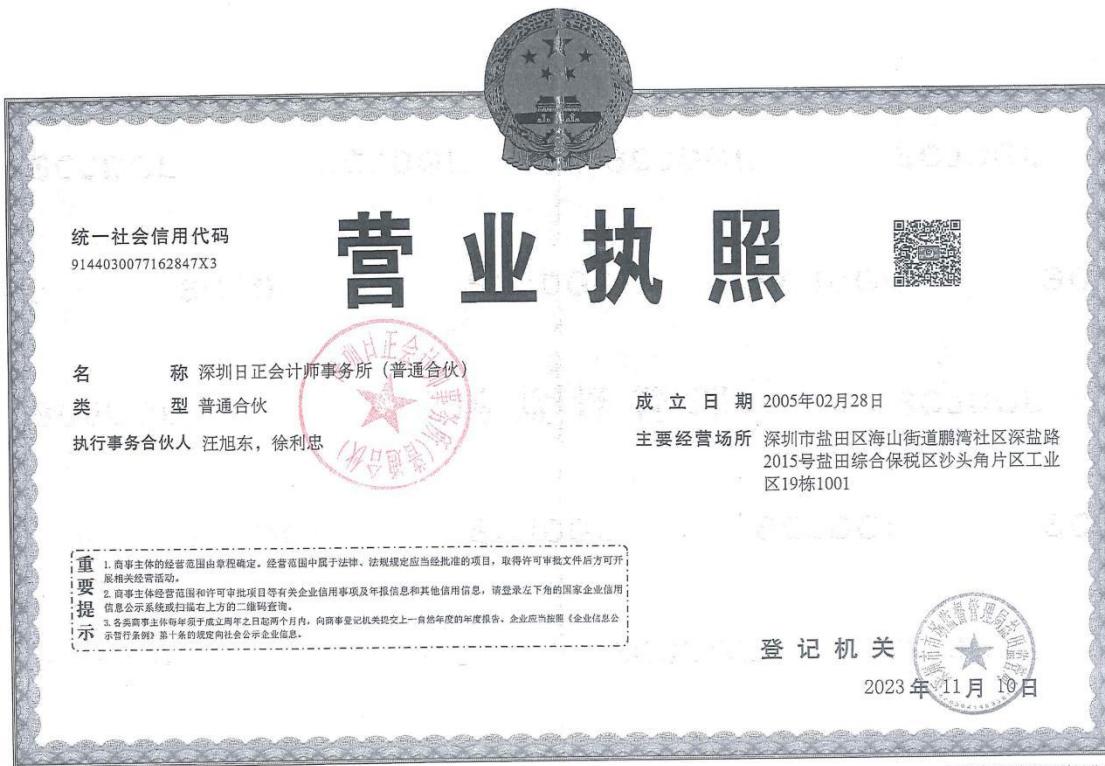 营业执照
统一社会信用代码
9144030077162847X3
名 称 深圳日正会计师事务所（普通合伙）
类 型 普通合伙
执行事务合伙人 汪旭东，徐利忠
成立日期 2005年02月28日
主要经营场所 深圳市盐田区海山街道鹏湾社区深盐路
2015号盐田综合保税区沙头角片区工业
区19栋1001
深圳日正会计师事务所（普通合伙）
重要提示
1. 商事主体的经营范围由章程确定。经营范围中属于法律、法规规定应当经批准的项目，取得许可审批文件后方可开
展相关经营活动。
2. 商事主体经营范围和许可审批项目等有关企业信用事项及年报信息和其他信用信息，请登录左下角的国家企业信用
信息公示系统或扫描右上方的二维码查询。
3. 各类商事主体每年须于成立周年之日起两个月内，向商事登记机关提交上一自然年度的年度报告。企业应当按照《企业信息公
示暂行条例》第十条的规定向社会公示企业信息。
登记机关
2023年11月10日